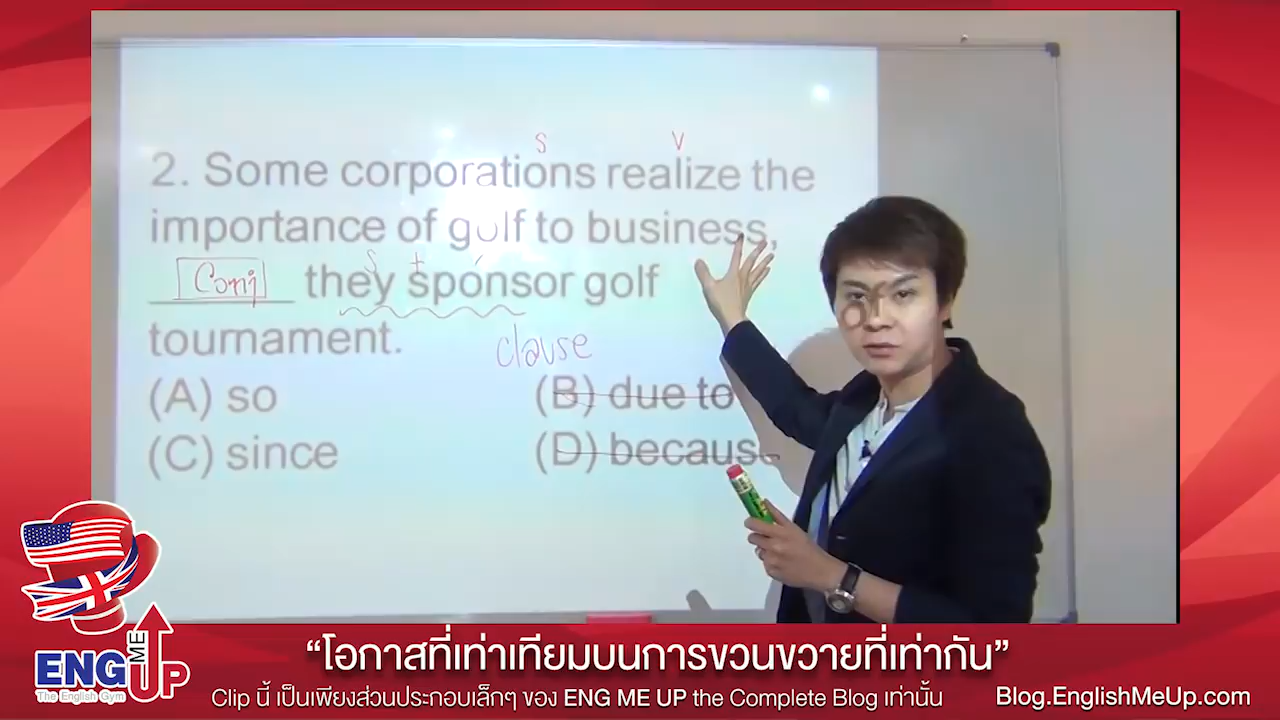 s v
2. Some corporations realize the
importance of golf to business,
Conj they sponsor golf
tournament.
clause
(A) so (B) due to
(C) since (D) becaus
ENG ME UP
The English Gym
“โอกาสที่เท่าเทียมบนการขวนขวายที่เท่ากัน”
Clip นี้ เป็นเพียงส่วนประกอบเล็กๆ ของ ENG ME UP the Complete Blog เท่านั้น
Blog.EnglishMeUp.com